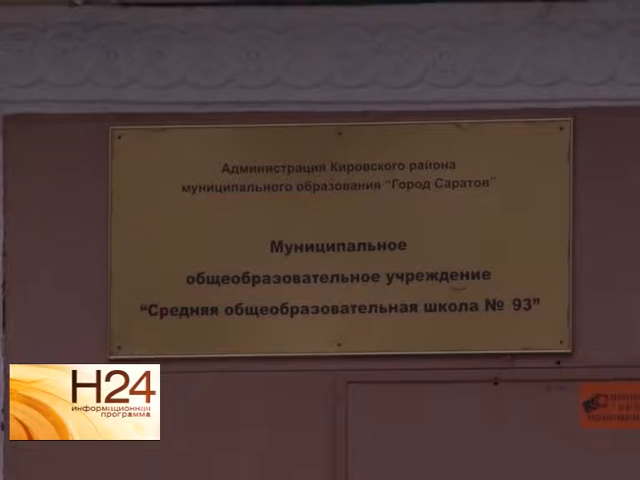 Администрация Кировского района
муниципального образования "Город Саратов"
Муниципальное
общеобразовательное учреждение
"Средняя общеобразовательная школа № 93"
Н24
информационная
программа